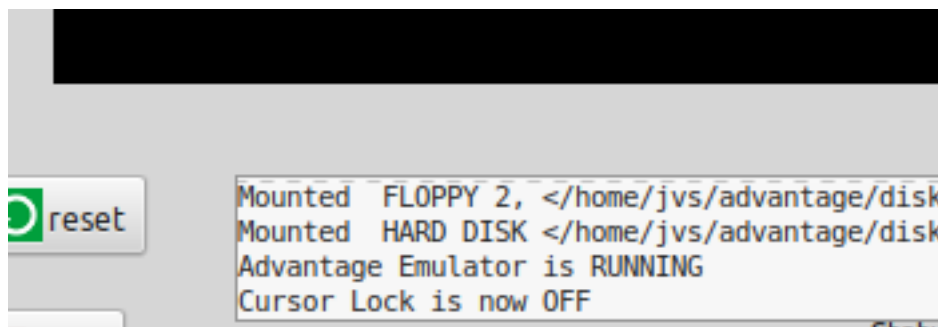 Mounted  FLOPPY 2, </home/jvs/advantage/disk
Mounted  HARD DISK </home/jvs/advantage/disk
Advantage Emulator is RUNNING
Cursor Lock is now OFF
reset